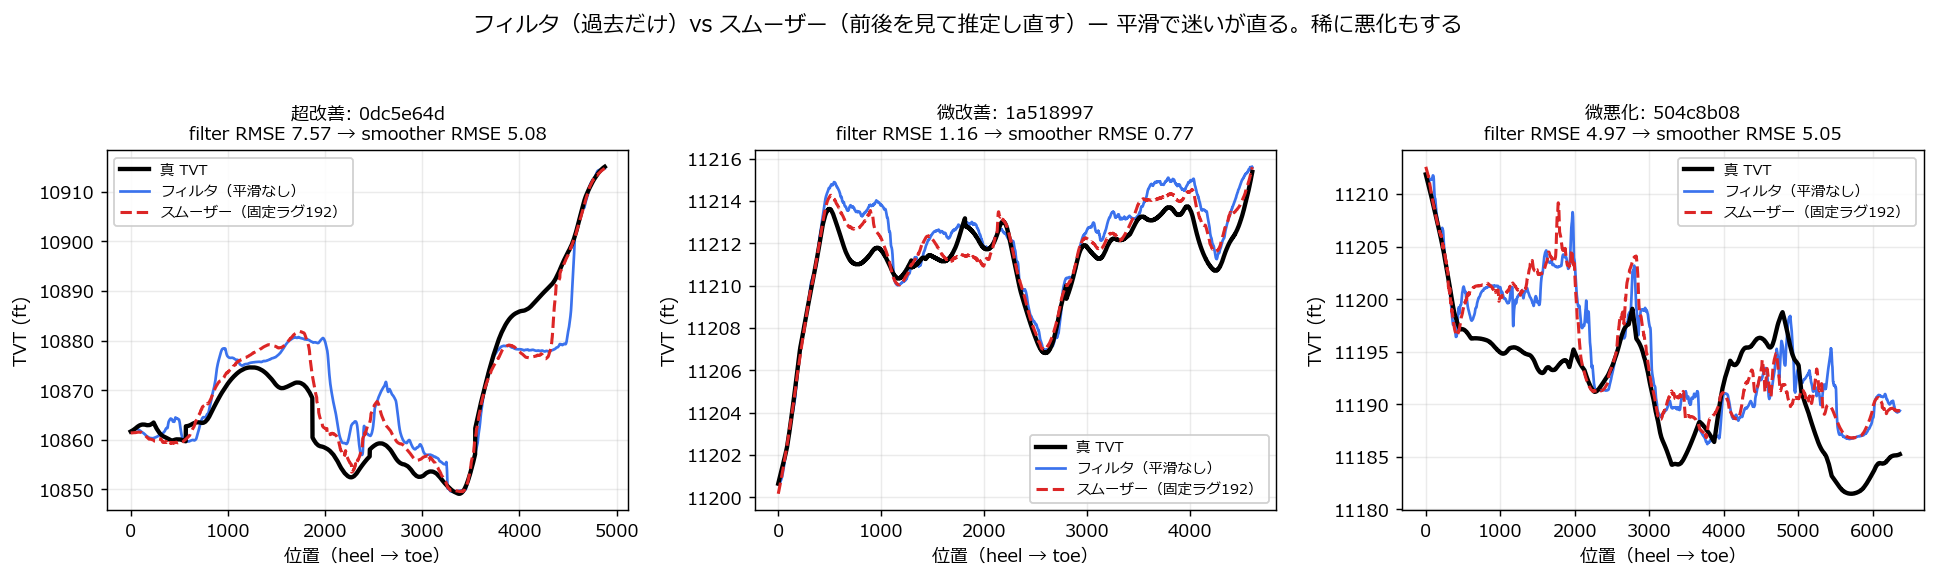 フィルタ（過去だけ）vs スムーザー（前後を見て推定し直す）— 平滑で迷いが直る。稀に悪化もする
超改善: 0dc5e64d
filter RMSE 7.57 → smoother RMSE 5.08
TVT (ft)
10910
10900
10890
10880
10870
10860
10850
真 TVT
フィルタ（平滑なし）
スムーザー（固定ラグ192）
0
1000
2000
3000
4000
5000
位置（heel → toe）
微改善: 1a518997
filter RMSE 1.16 → smoother RMSE 0.77
TVT (ft)
11216
11214
11212
11210
11208
11206
11204
11202
11200
真 TVT
フィルタ（平滑なし）
スムーザー（固定ラグ192）
0
1000
2000
3000
4000
位置（heel → toe）
微悪化: 504c8b08
filter RMSE 4.97 → smoother RMSE 5.05
TVT (ft)
11210
11205
11200
11195
11190
11185
11180
真 TVT
フィルタ（平滑なし）
スムーザー（固定ラグ192）
0
1000
2000
3000
4000
5000
6000
位置（heel → toe）